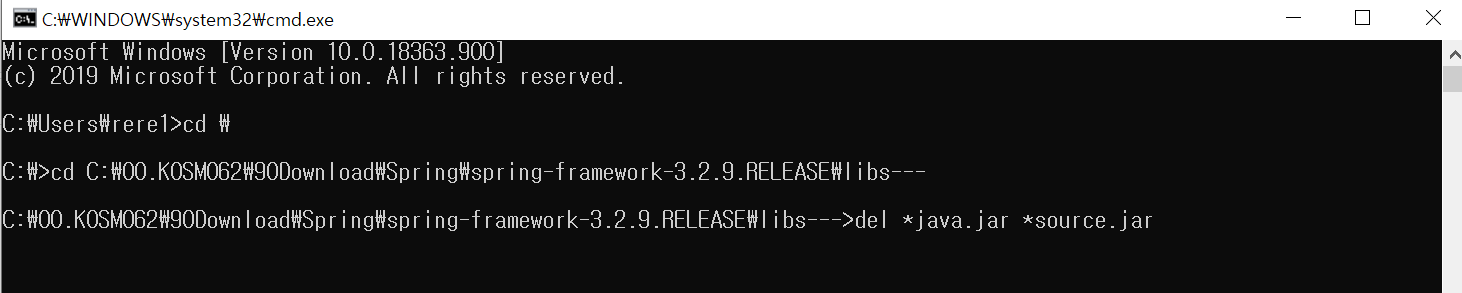 C:₩WINDOWS₩system32₩cmd.exe
Microsoft Windows [Version 10.0.18363.900]
(c) 2019 Microsoft Corporation. All rights reserved.
C:₩Users₩rere1>cd ₩
C:₩>cd C:₩00.KOSMO62₩90Download₩Spring₩spring-framework-3.2.9.RELEASE₩libs---
C:₩00.KOSMO62₩90Download₩Spring₩spring-framework-3.2.9.RELEASE₩libs--->del *java.jar *source.jar